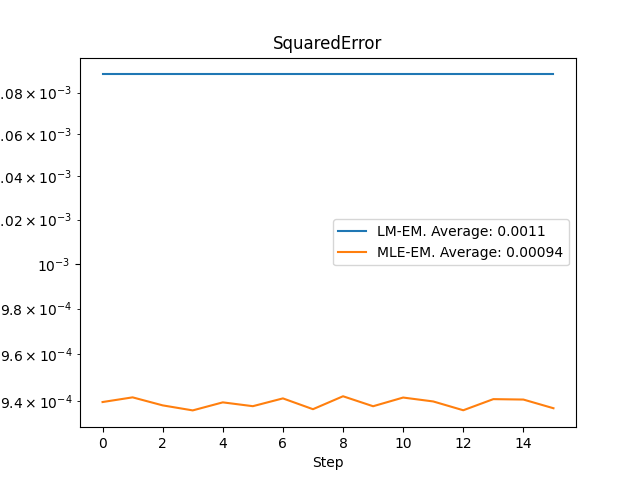 SquaredError
.08 × 10⁻³
.06 × 10⁻³
.04 × 10⁻³
.02 × 10⁻³
10⁻³
9.8 × 10⁻⁴
9.6 × 10⁻⁴
9.4 × 10⁻⁴
LM-EM. Average: 0.0011
MLE-EM. Average: 0.00094
0 2 4 6 8 10 12 14
Step